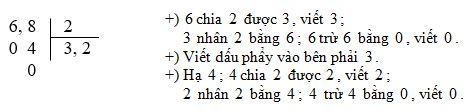 6, 8 2
0 4 3, 2
0
+) 6 chia 2 được 3 , viết 3 ;
3 nhân 2 bằng 6 ; 6 trừ 6 bằng 0 , viết 0 .
+) Viết dấu phẩy vào bên phải 3 .
+) Hạ 4 ; 4 chia 2 được 2 , viết 2 ;
2 nhân 2 bằng 4 ; 4 trừ 4 bằng 0 , viết 0 .